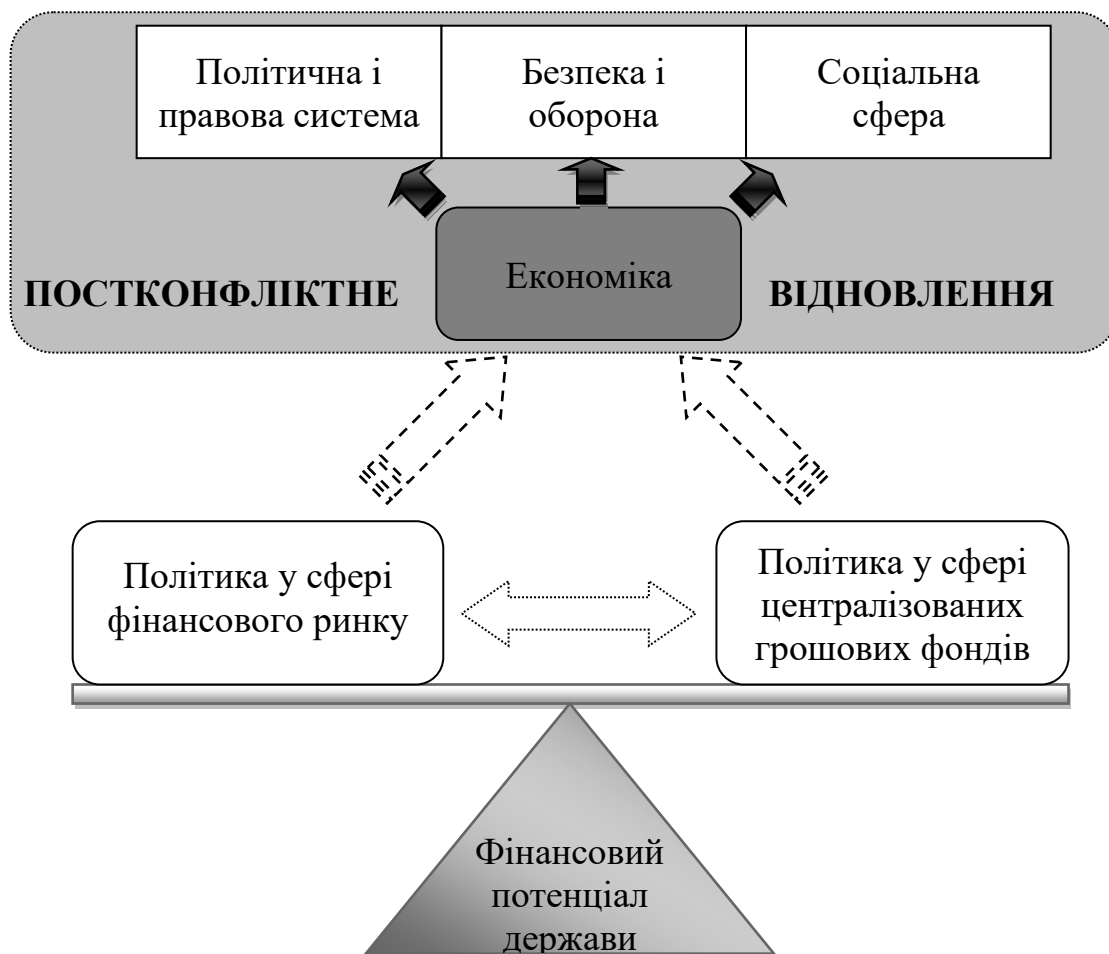 Політична і
правова система
Безпека і
оборона
Соціальна
сфера
Економіка
ПОСТКОНФЛІКТНЕ
ВІДНОВЛЕННЯ
Політика у сфері
фінансового ринку
Політика у сфері
централізованих
грошових фондів
Фінансовий
потенціал
держави